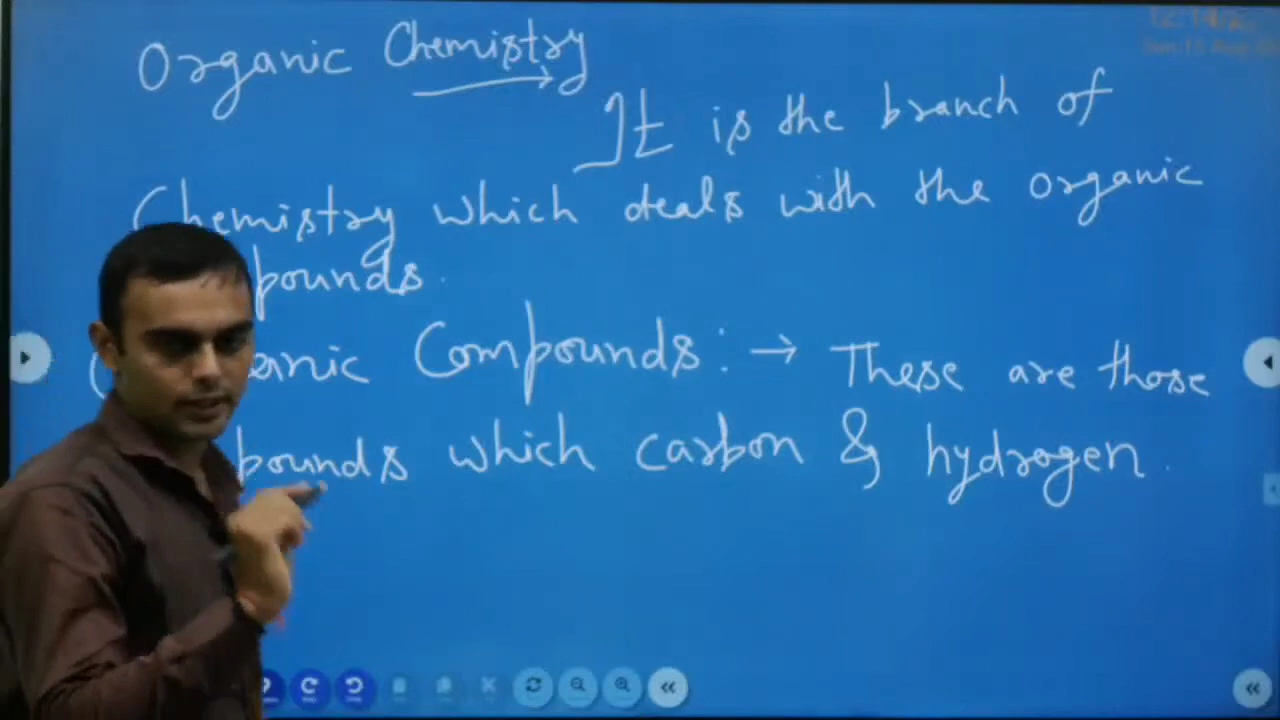 Organic Chemistry
It is the branch of
Chemistry which deals with the organic
pounds.
anic Compounds: → These are those
pounds which carbon & hydrogen.